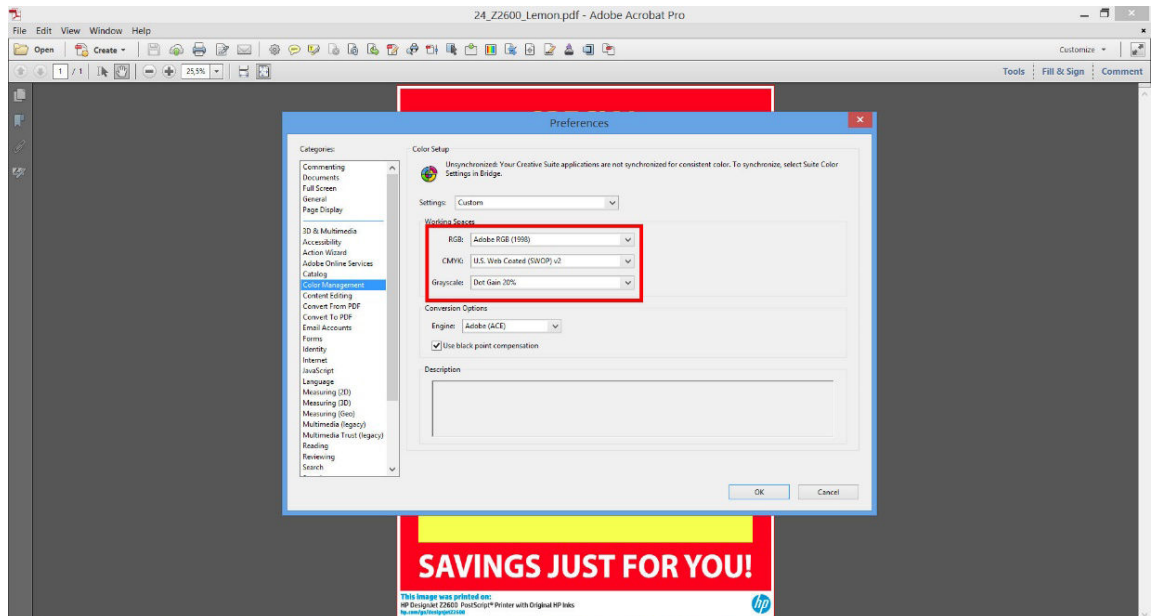 24_Z2600_Lemon.pdf - Adobe Acrobat Pro
File Edit View Window Help
Open Create Customize
1 / 1 25,5% Tools Fill & Sign Comment
Preferences
Categories:
Commenting
Documents
Full Screen
General
Page Display
3D & Multimedia
Accessibility
Action Wizard
Adobe Online Services
Catalog
Color Management
Content Editing
Convert From PDF
Convert To PDF
Email Accounts
Forms
Identity
Internet
JavaScript
Language
Measuring (2D)
Measuring (3D)
Measuring (Geo)
Multimedia (legacy)
Multimedia Trust (legacy)
Reading
Reviewing
Search
Color Setup
Unsynchronized: Your Creative Suite applications are not synchronized for consistent color. To synchronize, select Suite Color
Settings in Bridge.
Settings: Custom
Working Spaces
RGB: Adobe RGB (1998)
CMYK: U.S. Web Coated (SWOP) v2
Grayscale: Dot Gain 20%
Conversion Options
Engine: Adobe (ACE)
Use black point compensation
Description
OK Cancel
SAVINGS JUST FOR YOU!
This image was printed on:
HP DesignJet Z2600 PostScript® Printer with Original HP Inks
hp.com/go/designjetZ2600
hp